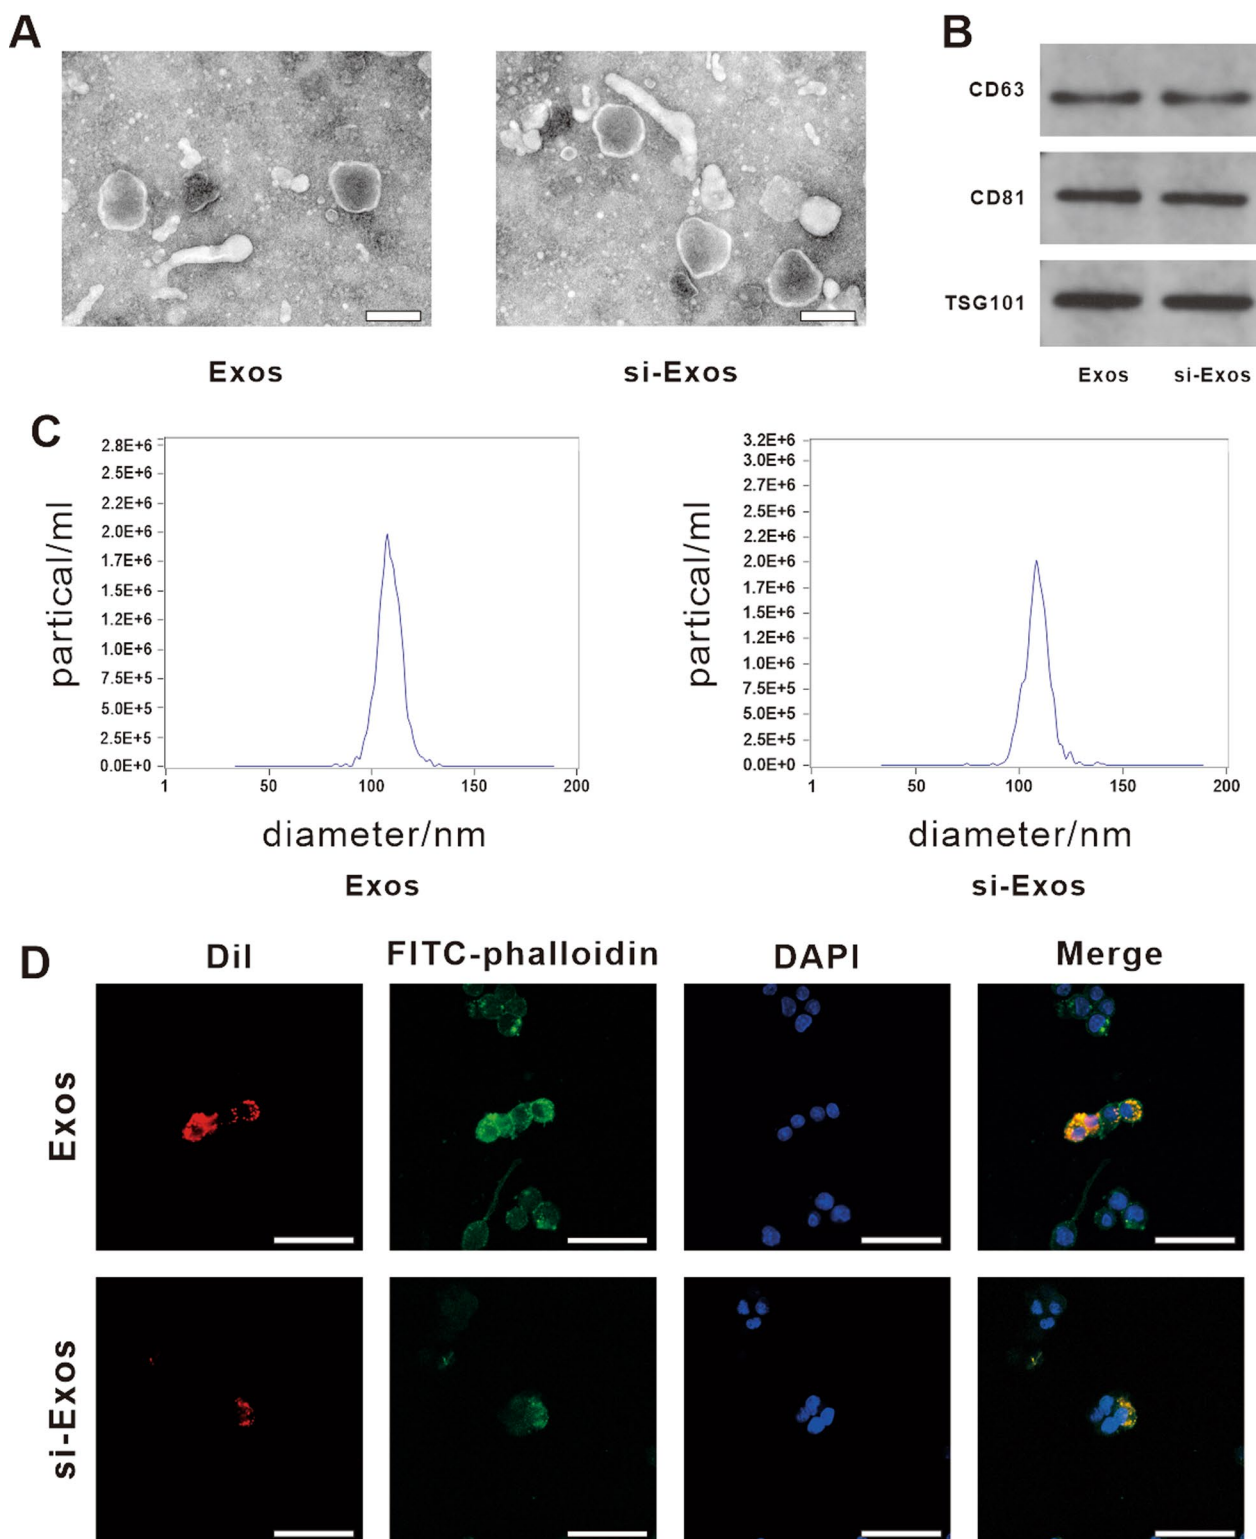 A
B
CD63
CD81
TSG101
Exos si-Exos
Exos si-Exos
C
partical/ml
2.8E+6
2.5E+6
2.2E+6
2.0E+6
1.7E+6
1.5E+6
1.2E+6
1.0E+6
7.5E+5
5.0E+5
2.5E+5
0.0E+0
1 50 100 150 200
diameter/nm
Exos
partical/ml
3.2E+6
3.0E+6
2.7E+6
2.5E+6
2.2E+6
2.0E+6
1.7E+6
1.5E+6
1.2E+6
1.0E+6
7.5E+5
5.0E+5
2.5E+5
0.0E+0
1 50 100 150 200
diameter/nm
si-Exos
D
DiI FITC-phalloidin DAPI Merge
Exos
si-Exos